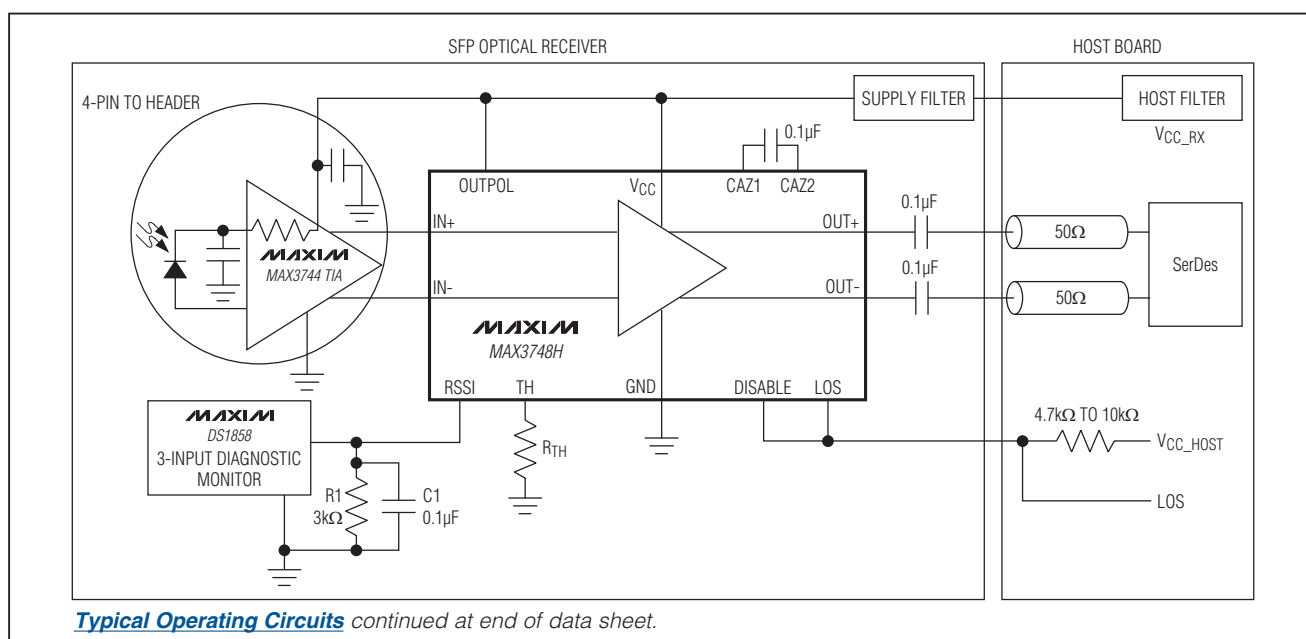 SFP OPTICAL RECEIVER
HOST BOARD
4-PIN TO HEADER
SUPPLY FILTER
HOST FILTER
VCC_RX
0.1µF
OUTPOL
VCC
CAZ1
CAZ2
IN+
OUT+
0.1µF
50Ω
MAXIM
MAX3744 TIA
SerDes
0.1µF
IN-
OUT-
50Ω
MAXIM
MAX3748H
RSSI
TH
GND
DISABLE
LOS
MAXIM
DS1858
3-INPUT DIAGNOSTIC
MONITOR
RTH
4.7kΩ TO 10kΩ
VCC_HOST
R1
3kΩ
C1
0.1µF
LOS
Typical Operating Circuits continued at end of data sheet.